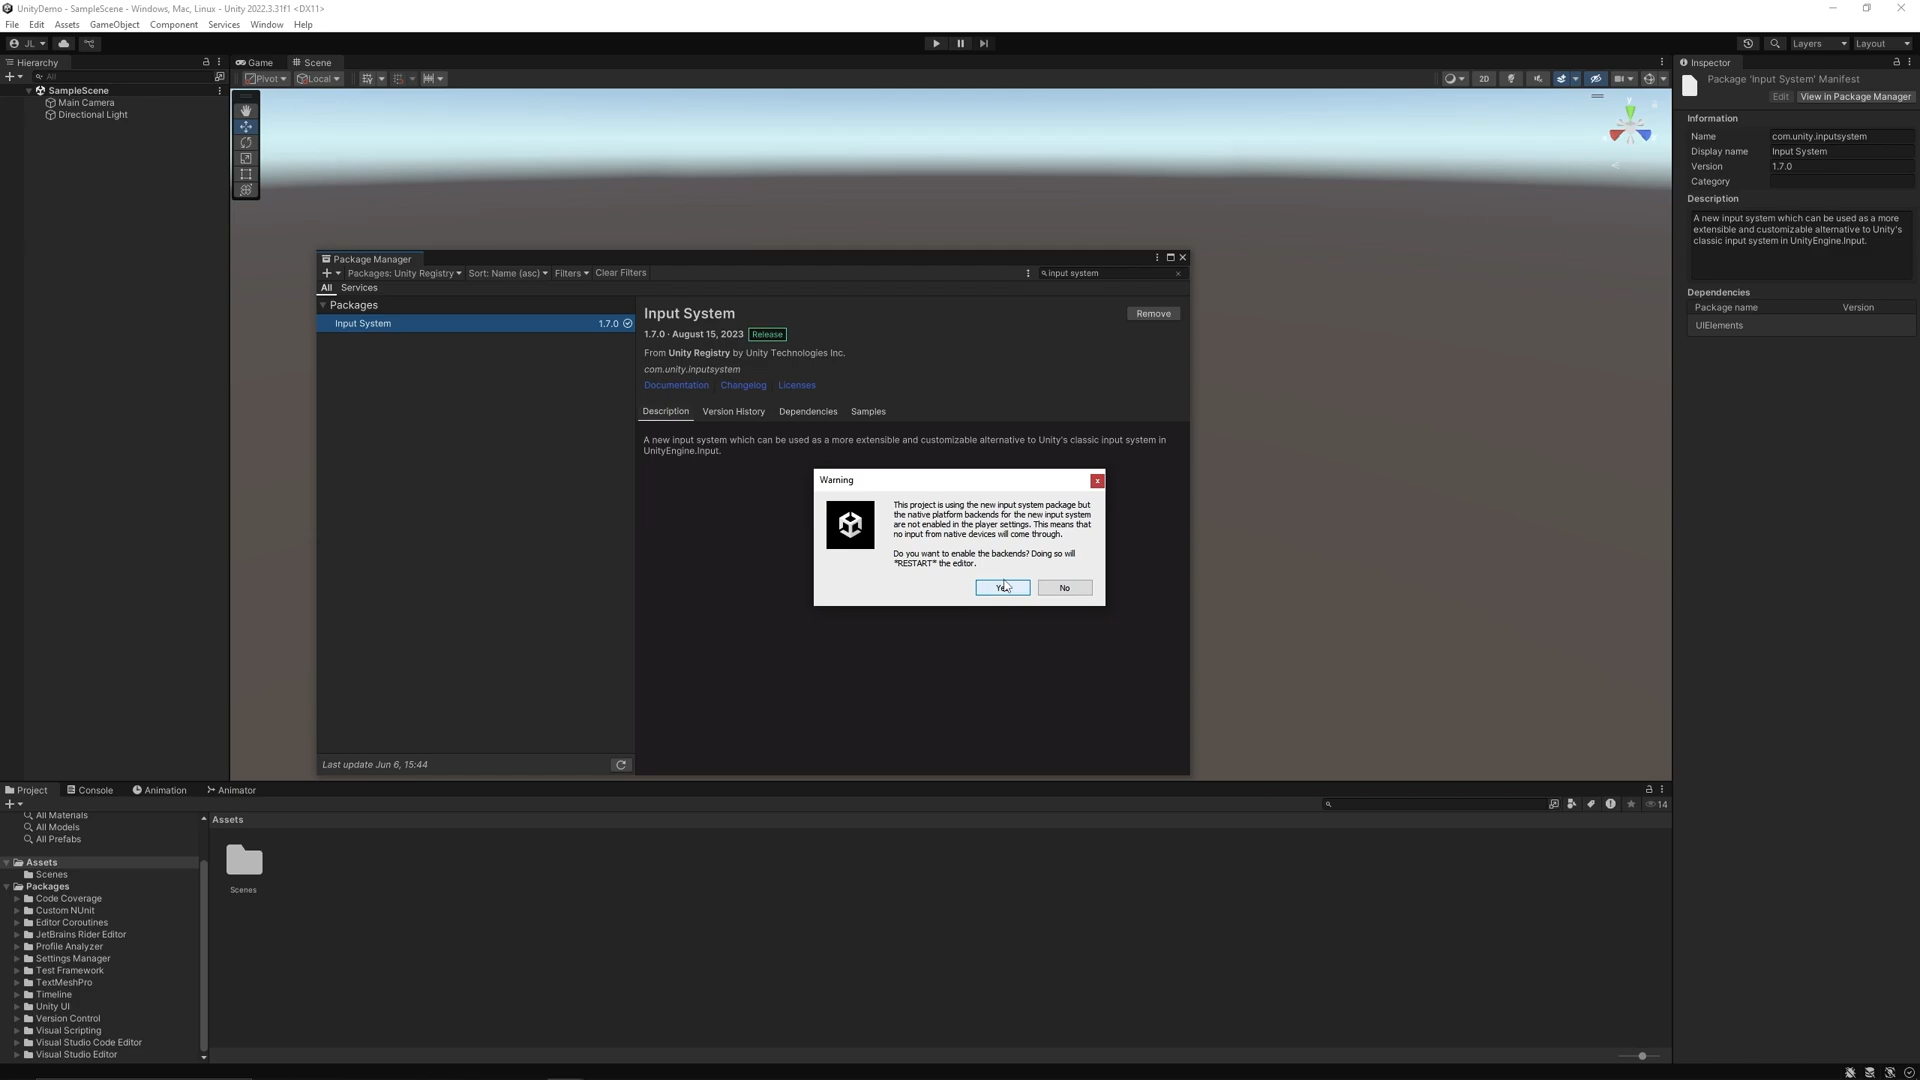 UnityDemo - SampleScene - Windows, Mac, Linux - Unity 2022.3.31f1 <DX11>
File Edit Assets GameObject Component Services Window Help
JL Layers Layout
Hierarchy
All
SampleScene
Main Camera
Directional Light
Game Scene
Pivot Local 2D
Package Manager
Packages: Unity Registry Sort: Name (asc) Filters Clear Filters input system
All Services
Packages
Input System 1.7.0
Last update Jun 6, 15:44
Input System Remove
1.7.0 · August 15, 2023 Release
From Unity Registry by Unity Technologies Inc.
com.unity.inputsystem
Documentation Changelog Licenses
Description Version History Dependencies Samples
A new input system which can be used as a more extensible and customizable alternative to Unity's classic input system in
UnityEngine.Input.
Warning
This project is using the new input system package but
the native platform backends for the new input system
are not enabled in the player settings. This means that
no input from native devices will come through.
Do you want to enable the backends? Doing so will
*RESTART* the editor.
No
Inspector
Package 'Input System' Manifest
Edit View in Package Manager
Information
Name com.unity.inputsystem
Display name Input System
Version 1.7.0
Category
Description
A new input system which can be used as a more
extensible and customizable alternative to Unity's
classic input system in UnityEngine.Input.
Dependencies
Package name Version
UIElements
Project Console Animation Animator
14
All Materials
All Models
All Prefabs
Assets
Scenes
Packages
Code Coverage
Custom NUnit
Editor Coroutines
JetBrains Rider Editor
Profile Analyzer
Settings Manager
Test Framework
TextMeshPro
Timeline
Unity UI
Version Control
Visual Scripting
Visual Studio Code Editor
Visual Studio Editor
Assets
Scenes